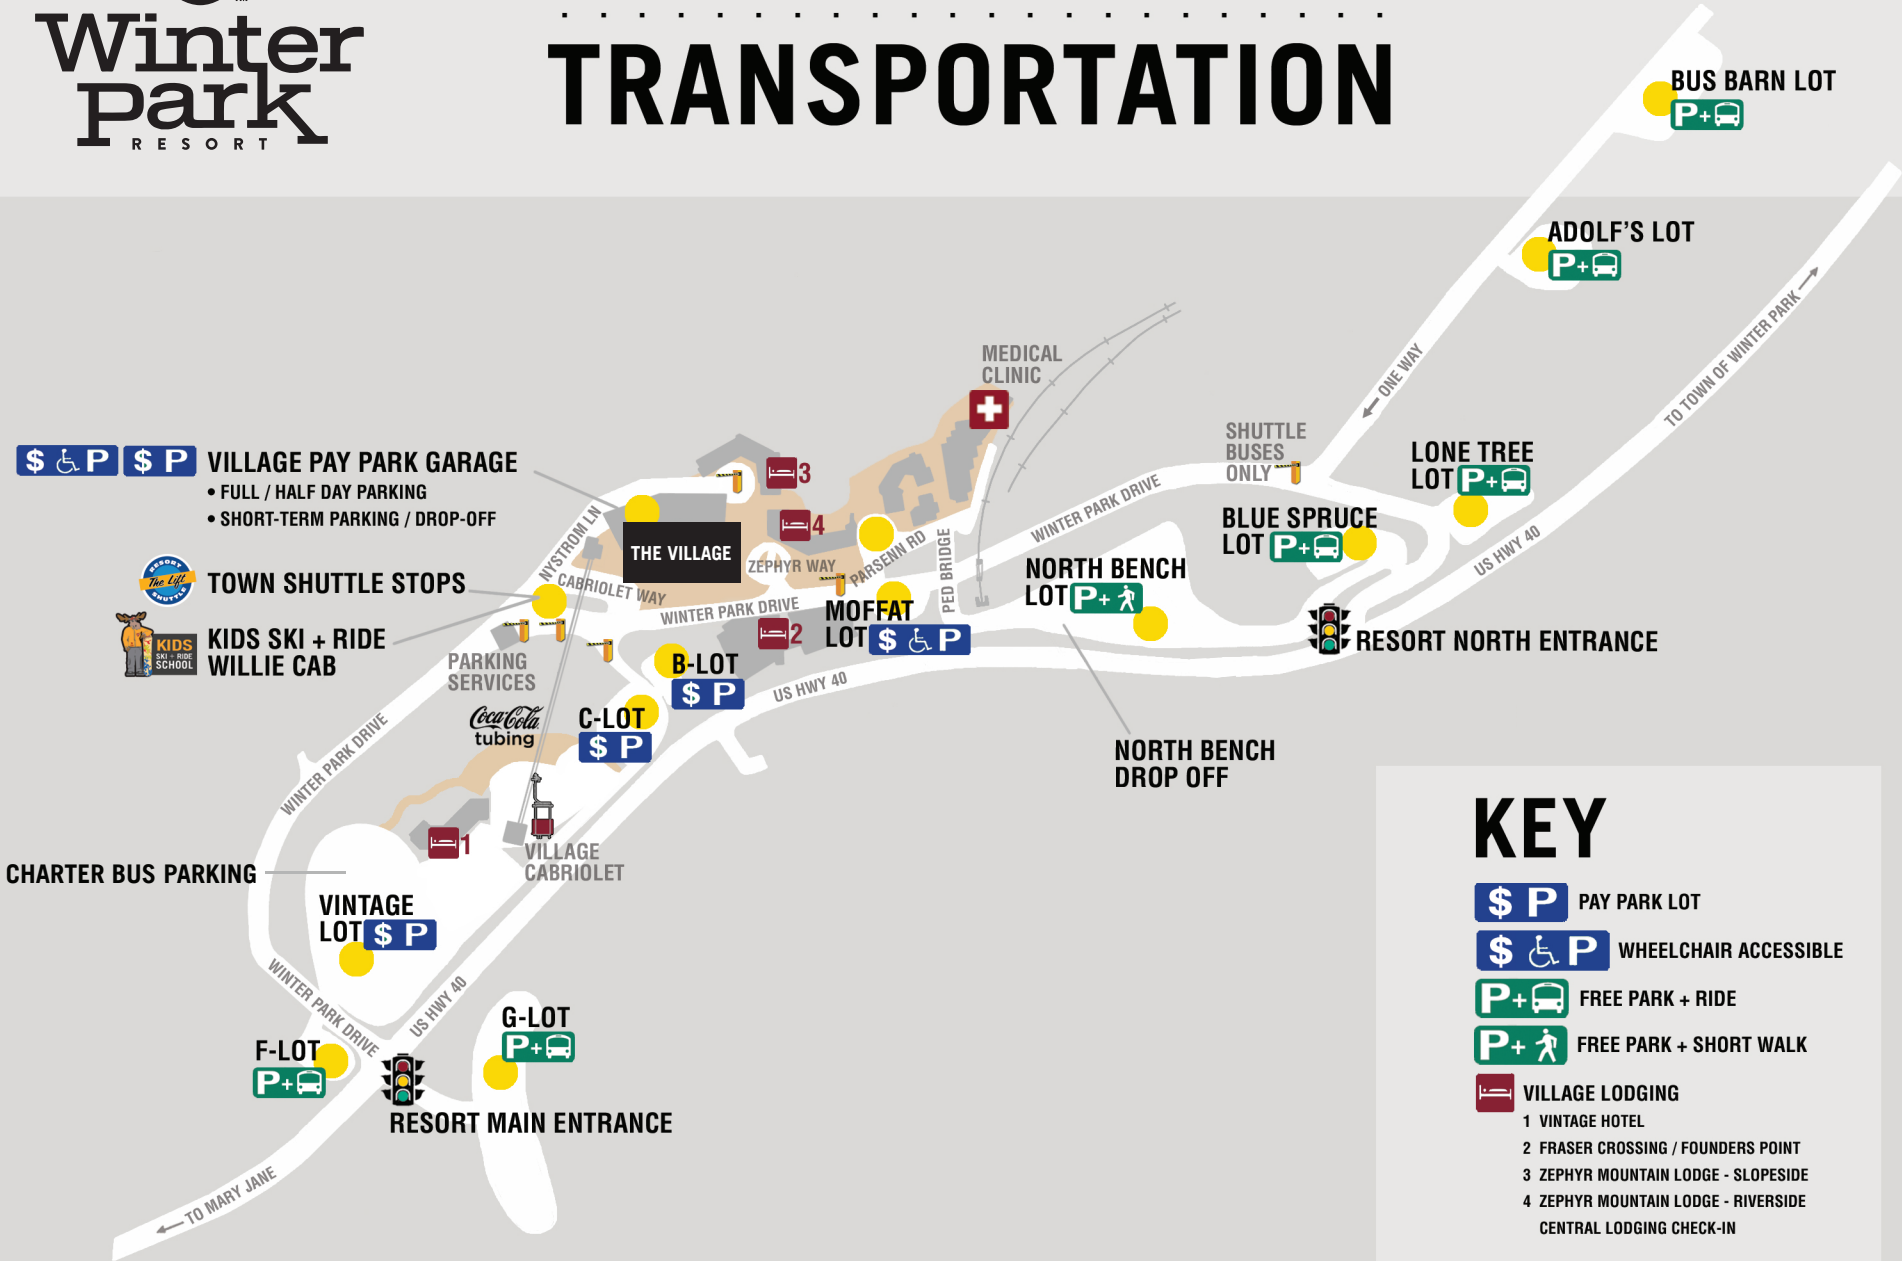 Winter
Park
RESORT
TRANSPORTATION
BUS BARN LOT
P+
ADOLF'S LOT
P+
ONE WAY
TO TOWN OF WINTER PARK
MEDICAL
CLINIC
SHUTTLE
BUSES
ONLY
LONE TREE
LOT P+
BLUE SPRUCE
LOT P+
US HWY 40
WINTER PARK DRIVE
$ P $ P VILLAGE PAY PARK GARAGE
• FULL / HALF DAY PARKING
• SHORT-TERM PARKING / DROP-OFF
3
4
NYSTROM LN
THE VILLAGE
ZEPHYR WAY
PARSENN RD
PED BRIDGE
RESORT
The Lift
SHUTTLE
TOWN SHUTTLE STOPS
CABRIOLET WAY
WINTER PARK DRIVE
NORTH BENCH
LOT P+
MOFFAT
LOT $ P
2
RESORT NORTH ENTRANCE
KIDS
SKI + RIDE
SCHOOL
KIDS SKI + RIDE
WILLIE CAB
PARKING
SERVICES
B-LOT
$ P
US HWY 40
Coca-Cola
tubing
C-LOT
$ P
NORTH BENCH
DROP OFF
WINTER PARK DRIVE
1
VILLAGE
CABRIOLET
CHARTER BUS PARKING
VINTAGE
LOT $ P
WINTER PARK DRIVE
US HWY 40
G-LOT
P+
F-LOT
P+
RESORT MAIN ENTRANCE
TO MARY JANE
KEY
$ P PAY PARK LOT
$ P WHEELCHAIR ACCESSIBLE
P+ FREE PARK + RIDE
P+ FREE PARK + SHORT WALK
VILLAGE LODGING
1 VINTAGE HOTEL
2 FRASER CROSSING / FOUNDERS POINT
3 ZEPHYR MOUNTAIN LODGE - SLOPESIDE
4 ZEPHYR MOUNTAIN LODGE - RIVERSIDE
CENTRAL LODGING CHECK-IN